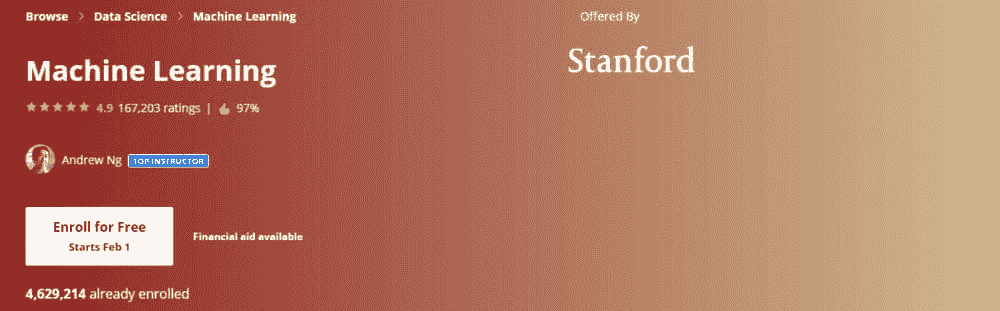 Browse > Data Science > Machine Learning
Offered By
Stanford
Machine Learning
4.9 167,203 ratings | 97%
Andrew Ng TOP INSTRUCTOR
Enroll for Free
Starts Feb 1
Financial aid available
4,629,214 already enrolled